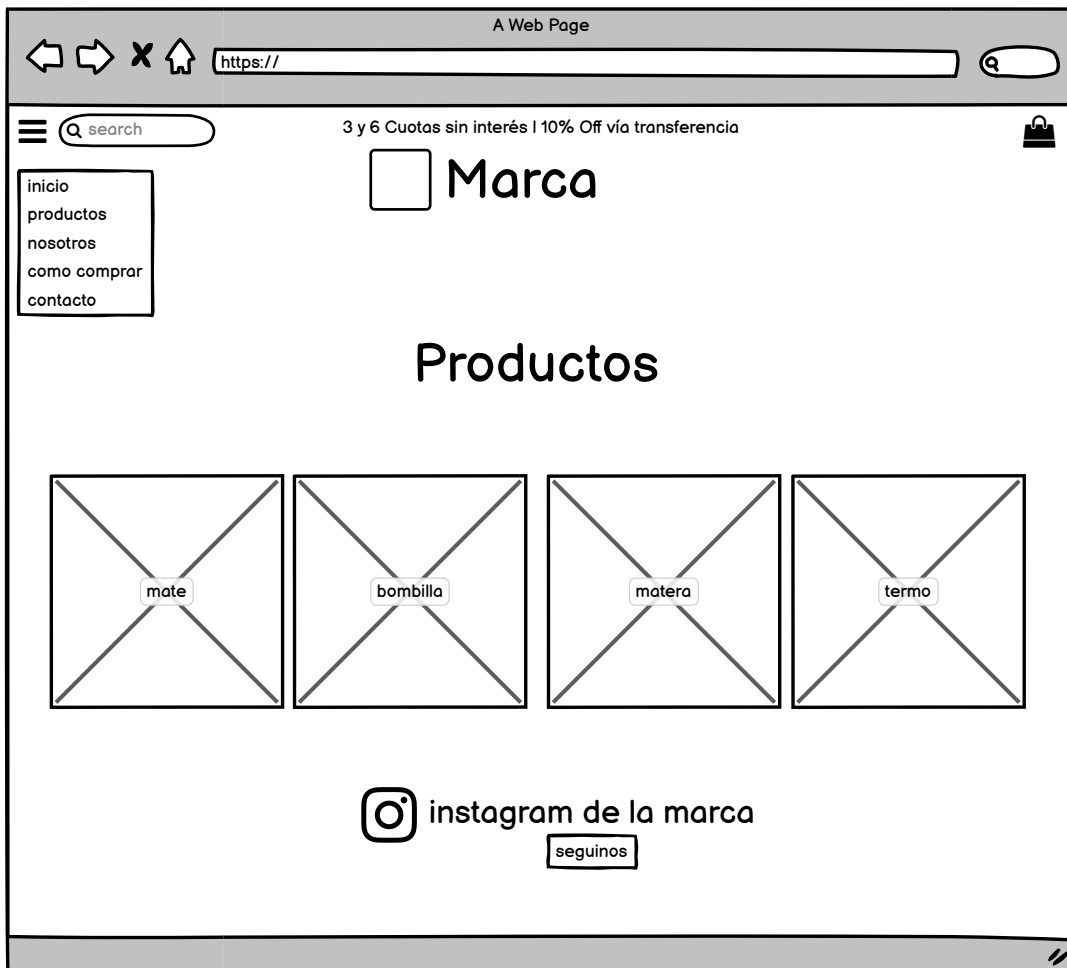 A Web Page
https://
search
3 y 6 Cuotas sin interés | 10% Off vía transferencia
Marca
inicio
productos
nosotros
como comprar
contacto
Productos
mate
bombilla
matera
termo
instagram de la marca
seguinos